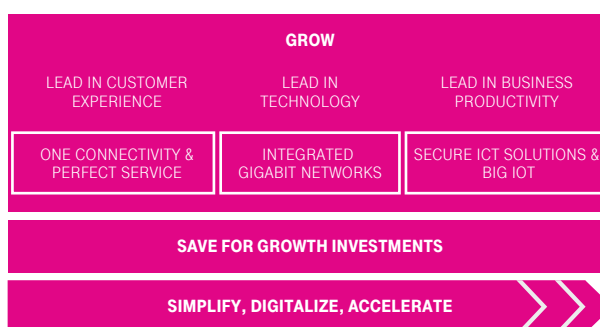 GROW
LEAD IN CUSTOMER
EXPERIENCE
LEAD IN
TECHNOLOGY
LEAD IN BUSINESS
PRODUCTIVITY
ONE CONNECTIVITY &
PERFECT SERVICE
INTEGRATED
GIGABIT NETWORKS
SECURE ICT SOLUTIONS &
BIG IOT
SAVE FOR GROWTH INVESTMENTS
SIMPLIFY, DIGITALIZE, ACCELERATE